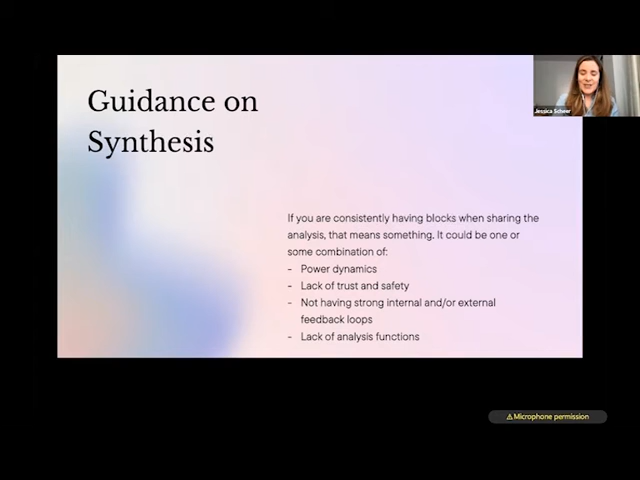 Guidance on
Synthesis
Jessica Scheer
If you are consistently having blocks when sharing the
analysis, that means something. It could be one or
some combination of:
- Power dynamics
- Lack of trust and safety
- Not having strong internal and/or external
feedback loops
- Lack of analysis functions
⚠ Microphone permission